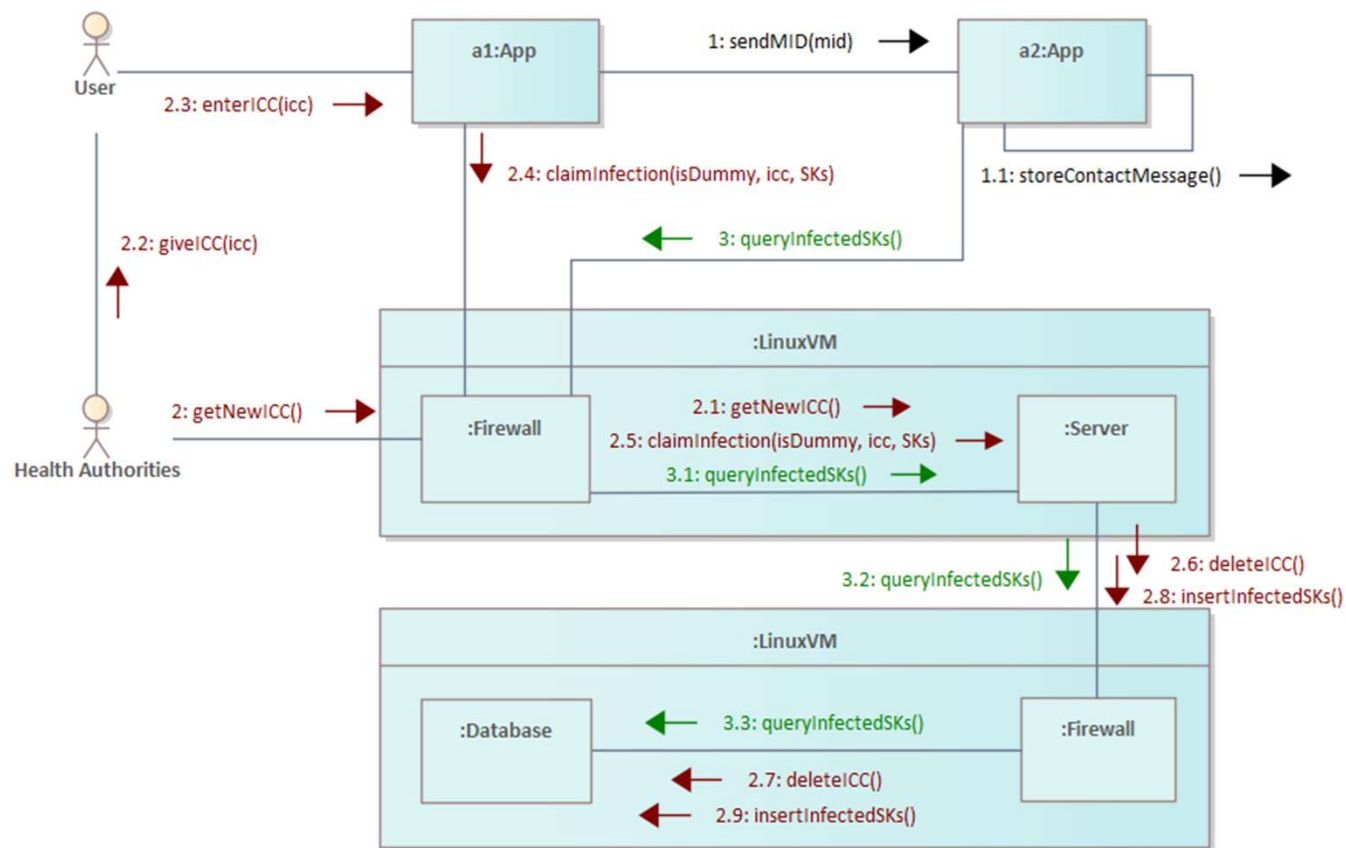 1: sendMID(mid)
a1:App
a2:App
User
2.3: enterICC(icc)
2.4: claimInfection(isDummy, icc, SKs)
1.1: storeContactMessage()
2.2: giveICC(icc)
3: queryInfectedSKs()
:LinuxVM
2: getNewICC()
2.1: getNewICC()
:Firewall
:Server
2.5: claimInfection(isDummy, icc, SKs)
Health Authorities
3.1: queryInfectedSKs()
2.6: deleteICC()
3.2: queryInfectedSKs()
2.8: insertInfectedSKs()
:LinuxVM
:Database
3.3: queryInfectedSKs()
:Firewall
2.7: deleteICC()
2.9: insertInfectedSKs()